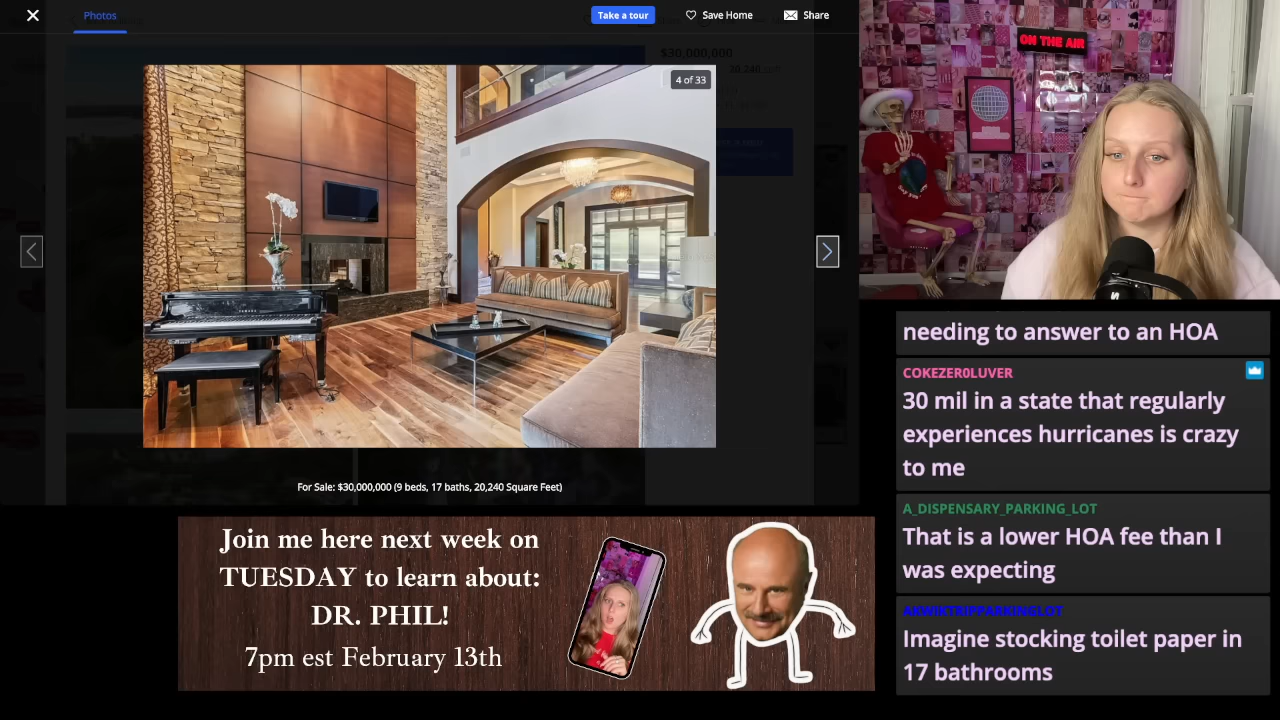 Photos
Take a tour
Save Home
Share
$30,000,000
4 of 33
For Sale: $30,000,000 (9 beds, 17 baths, 20,240 Square Feet)
ON THE AIR
needing to answer to an HOA
COKEZER0LUVER
30 mil in a state that regularly
experiences hurricanes is crazy
to me
A_DISPENSARY_PARKING_LOT
That is a lower HOA fee than I
was expecting
AKWIKTRIPPARKINGLOT
Imagine stocking toilet paper in
17 bathrooms
Join me here next week on
TUESDAY to learn about:
DR. PHIL!
7pm est February 13th